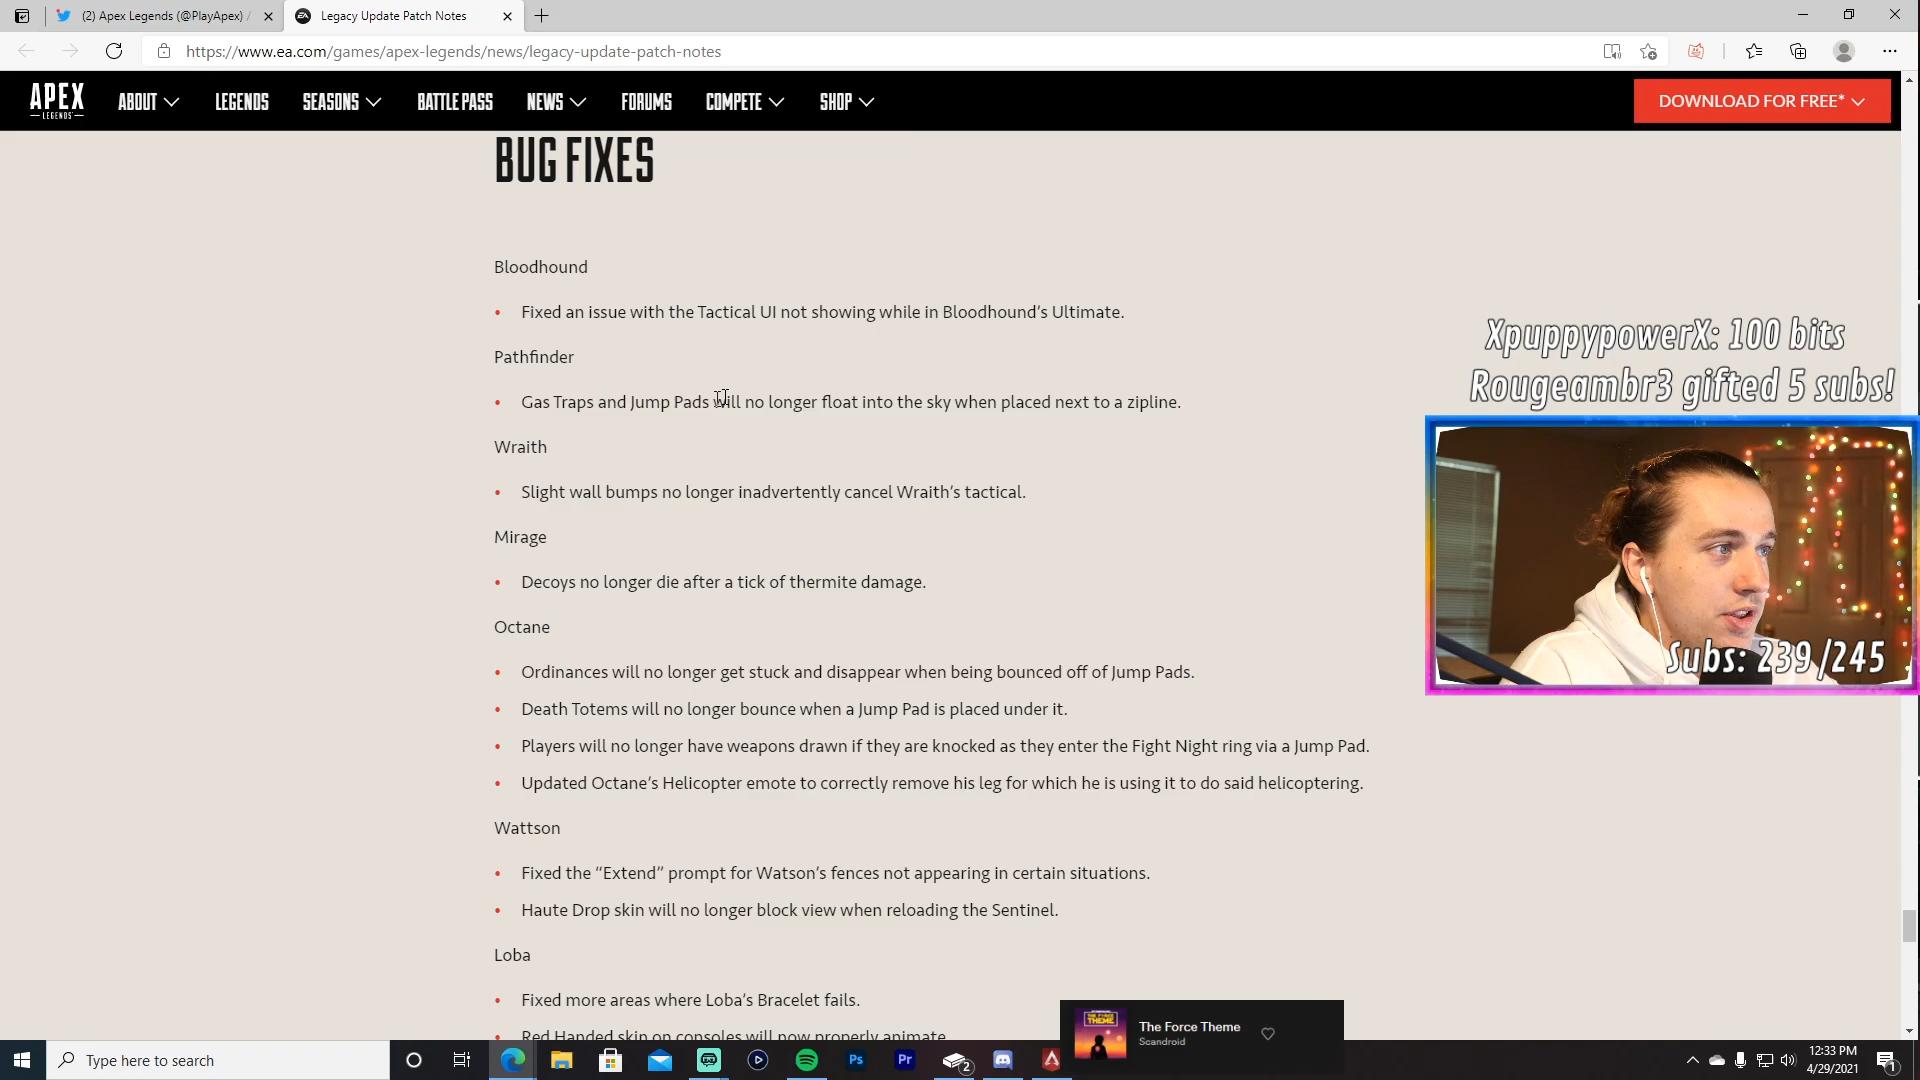 (2) Apex Legends (@PlayApex) /
Legacy Update Patch Notes
https://www.ea.com/games/apex-legends/news/legacy-update-patch-notes
APEX
LEGENDS
ABOUT
LEGENDS
SEASONS
BATTLE PASS
NEWS
FORUMS
COMPETE
SHOP
DOWNLOAD FOR FREE*
BUG FIXES
Bloodhound
• Fixed an issue with the Tactical UI not showing while in Bloodhound's Ultimate.
Pathfinder
• Gas Traps and Jump Pads will no longer float into the sky when placed next to a zipline.
Wraith
• Slight wall bumps no longer inadvertently cancel Wraith's tactical.
Mirage
• Decoys no longer die after a tick of thermite damage.
Octane
• Ordinances will no longer get stuck and disappear when being bounced off of Jump Pads.
• Death Totems will no longer bounce when a Jump Pad is placed under it.
• Players will no longer have weapons drawn if they are knocked as they enter the Fight Night ring via a Jump Pad.
• Updated Octane's Helicopter emote to correctly remove his leg for which he is using it to do said helicoptering.
Wattson
• Fixed the “Extend” prompt for Watson's fences not appearing in certain situations.
• Haute Drop skin will no longer block view when reloading the Sentinel.
Loba
• Fixed more areas where Loba's Bracelet fails.
• Red Handed skin on consoles will now properly animate.
XpuppypowerX: 100 bits
Rougeambr3 gifted 5 subs!
Subs: 239/245
THE FORCE THEME
The Force Theme
Scandroid
Type here to search
Ps
Pr
2
12:33 PM
4/29/2021
1